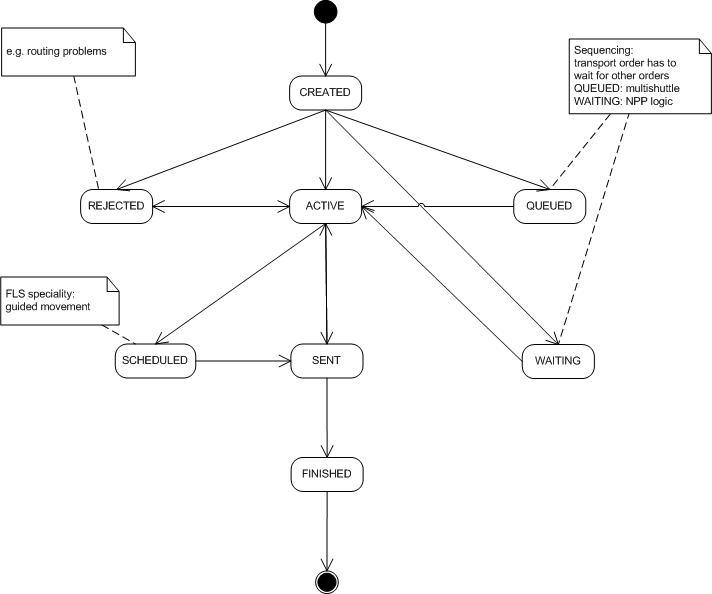 e.g. routing problems
Sequencing:
transport order has to
wait for other orders
QUEUED: multishuttle
WAITING: NPP logic
CREATED
REJECTED
ACTIVE
QUEUED
FLS speciality:
guided movement
SCHEDULED
SENT
WAITING
FINISHED